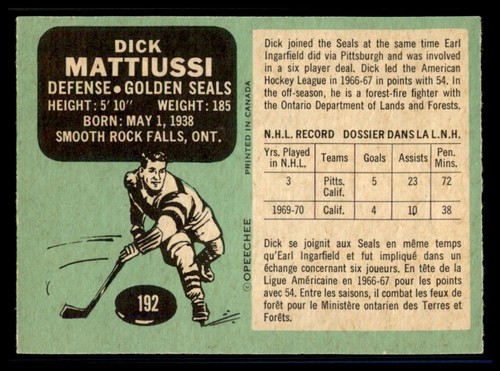 DICK
MATTIUSSI
DEFENSE • GOLDEN SEALS
HEIGHT: 5' 10" WEIGHT: 185
BORN: MAY 1, 1938
SMOOTH ROCK FALLS, ONT.
192
© OPEECHEE PRINTED IN CANADA
Dick joined the Seals at the same time Earl
Ingarfield did via Pittsburgh and was involved
in a six player deal. Dick led the American
Hockey League in 1966-67 in points with 54. In
the off-season, he is a forest-fire fighter with
the Ontario Department of Lands and Forests.
N.H.L. RECORD DOSSIER DANS LA L.N.H.
Yrs. Played in N.H.L. Teams Goals Assists Pen. Mins.
3 Pitts. Calif. 5 23 72
1969-70 Calif. 4 10 38
Dick se joignit aux Seals en même temps
qu'Earl Ingarfield et fut impliqué dans un
échange concernant six joueurs. En tête de la
Ligue Américaine en 1966-67 pour les points
avec 54. Entre les saisons, il combat les feux de
forêt pour le Ministère ontarien des Terres et
Forêts.